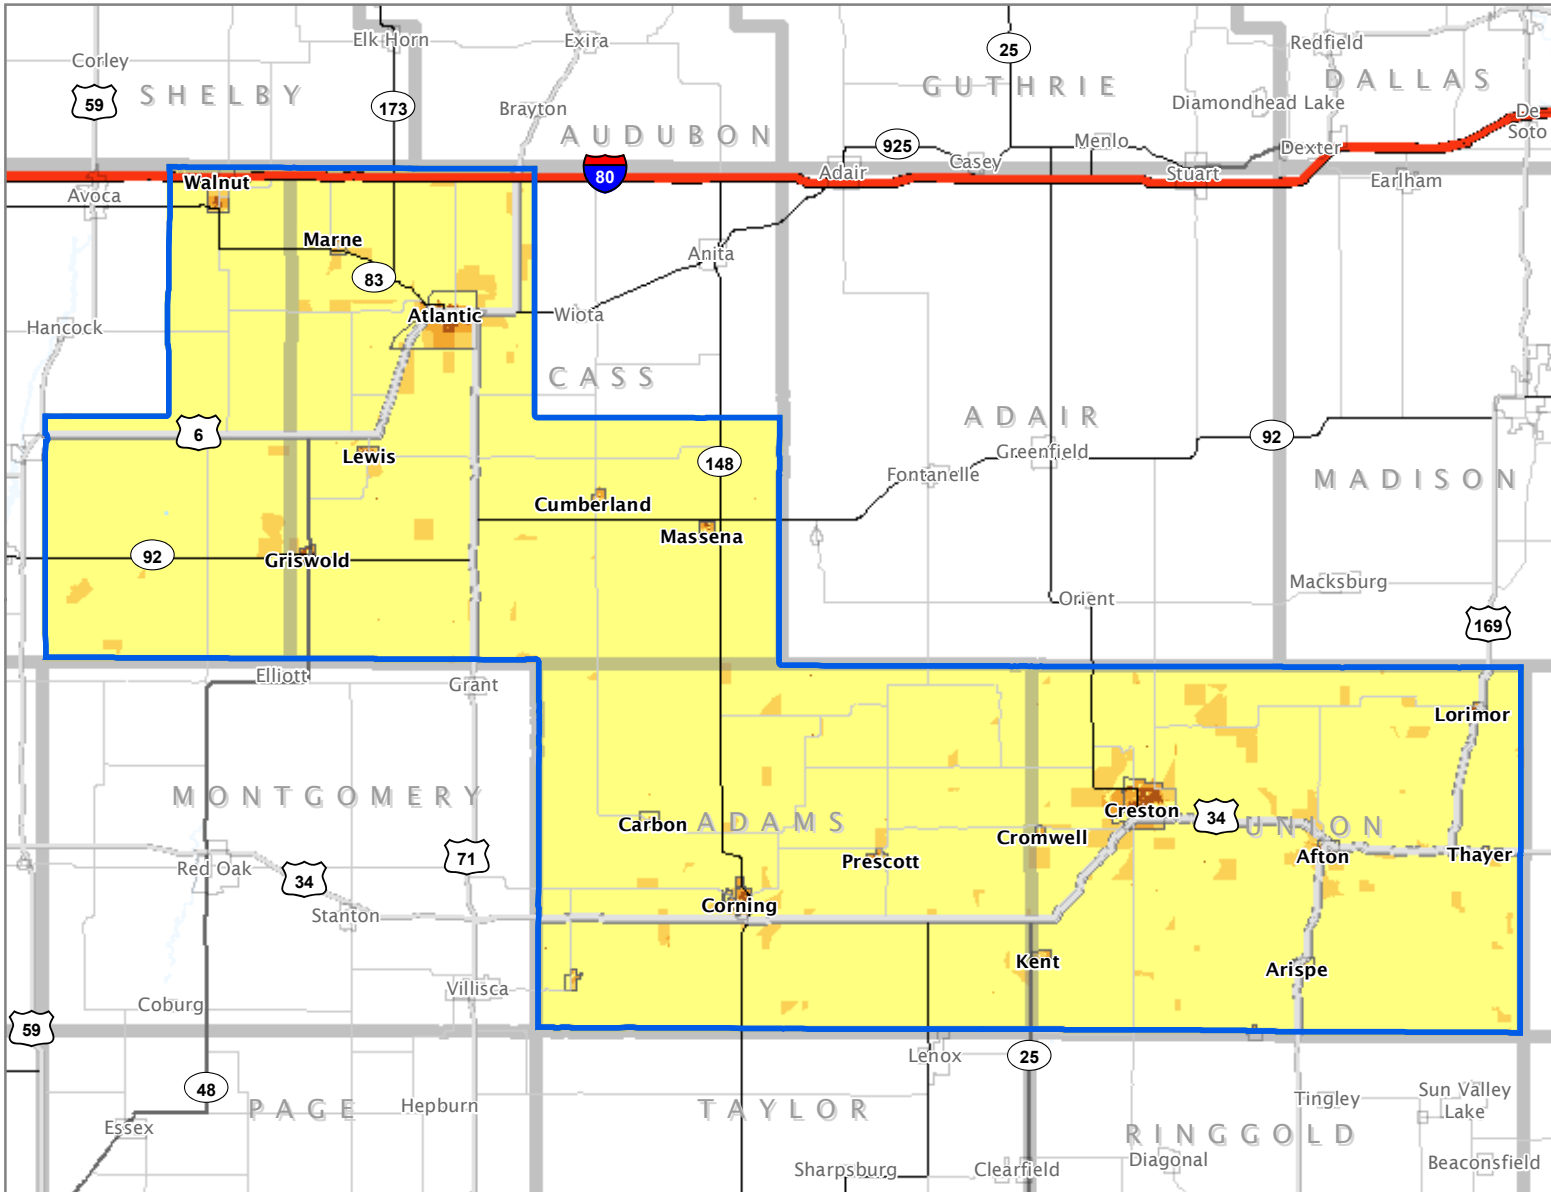 Elk Horn
Exira
25
Redfield
Corley
SHELBY
59
GUTHRIE
DALLAS
173
Brayton
Diamondhead Lake
De
Soto
AUDUBON
925
Casey
Menlo
Dexter
80
Adair
Stuart
Earlham
Walnut
Avoca
Marne
Anita
83
Atlantic
Wiota
Hancock
CASS
ADAIR
6
92
Lewis
148
Greenfield
Fontanelle
MADISON
Cumberland
Massena
92
Griswold
Macksburg
Orient
169
Elliott
Grant
Lorimor
MONTGOMERY
Carbon
ADAMS
Creston
34
UNION
Cromwell
Prescott
Afton
Thayer
71
Red Oak
34
Stanton
Corning
Kent
Arispe
Villisca
Coburg
59
Lenox
25
48
PAGE
Hepburn
TAYLOR
Tingley
Sun Valley
Lake
Essex
RINGGOLD
Sharpsburg
Clearfield
Diagonal
Beaconsfield